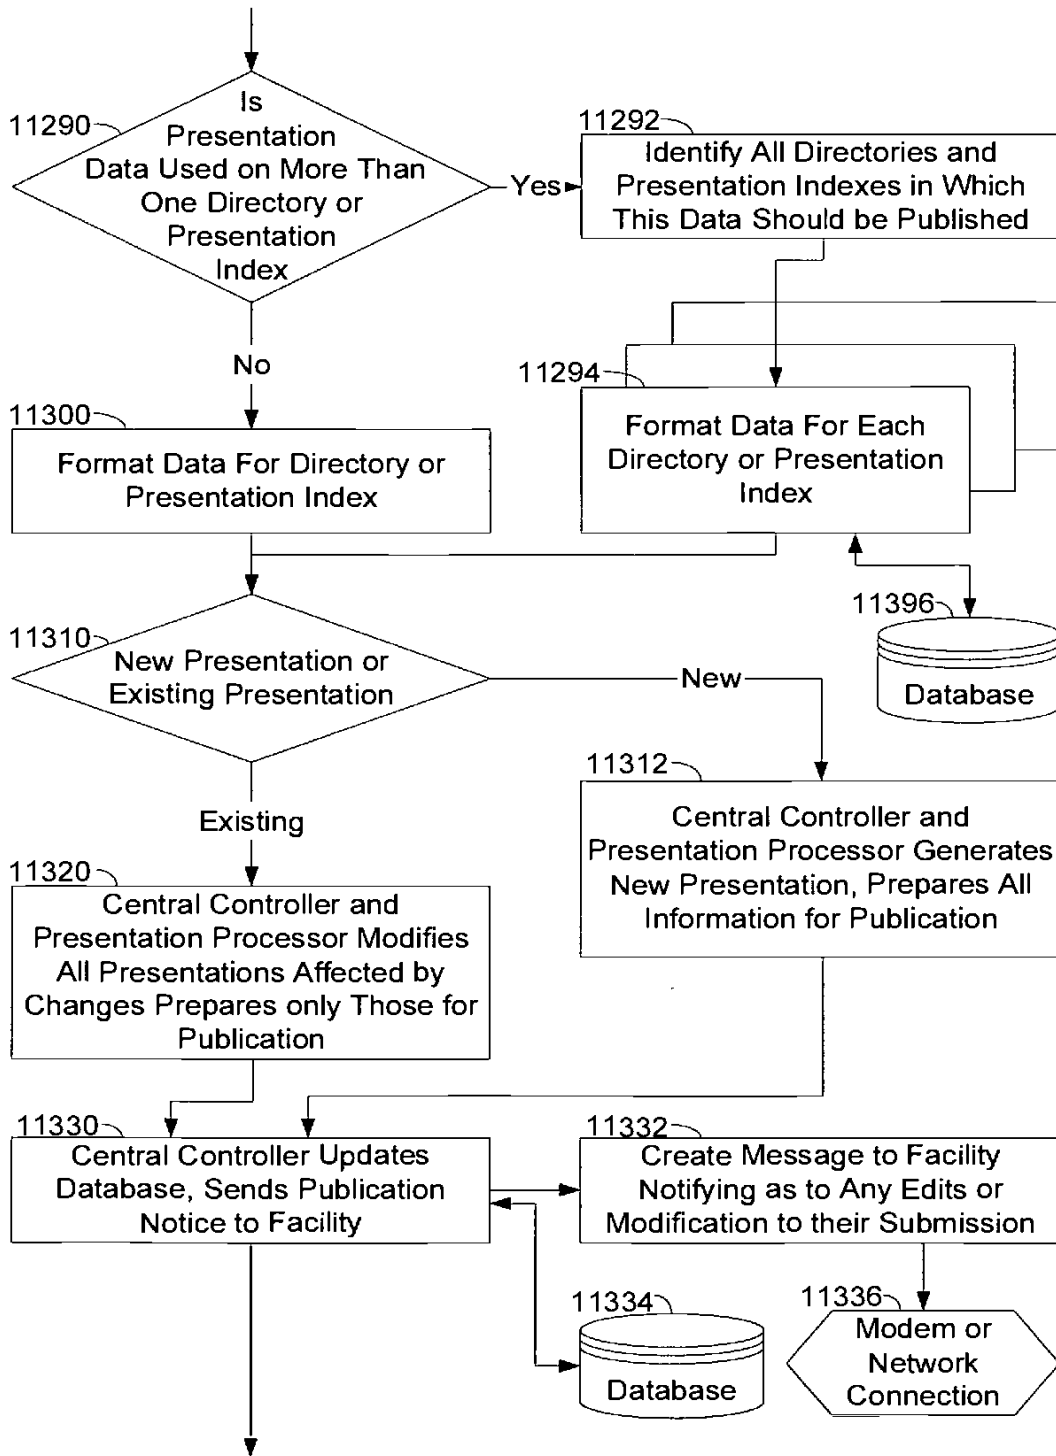 11290
Is
Presentation
Data Used on More Than
One Directory or
Presentation
Index
Yes
11292
Identify All Directories and
Presentation Indexes in Which
This Data Should be Published
No
11294
Format Data For Each
Directory or Presentation
Index
11300
Format Data For Directory or
Presentation Index
11396
Database
11310
New Presentation or
Existing Presentation
New
11312
Central Controller and
Presentation Processor Generates
New Presentation, Prepares All
Information for Publication
Existing
11320
Central Controller and
Presentation Processor Modifies
All Presentations Affected by
Changes Prepares only Those for
Publication
11330
Central Controller Updates
Database, Sends Publication
Notice to Facility
11332
Create Message to Facility
Notifying as to Any Edits or
Modification to their Submission
11334
Database
11336
Modem or
Network
Connection